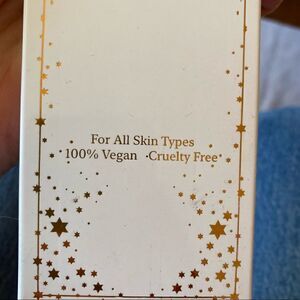 For All Skin Types
100% Vegan · Cruelty Free